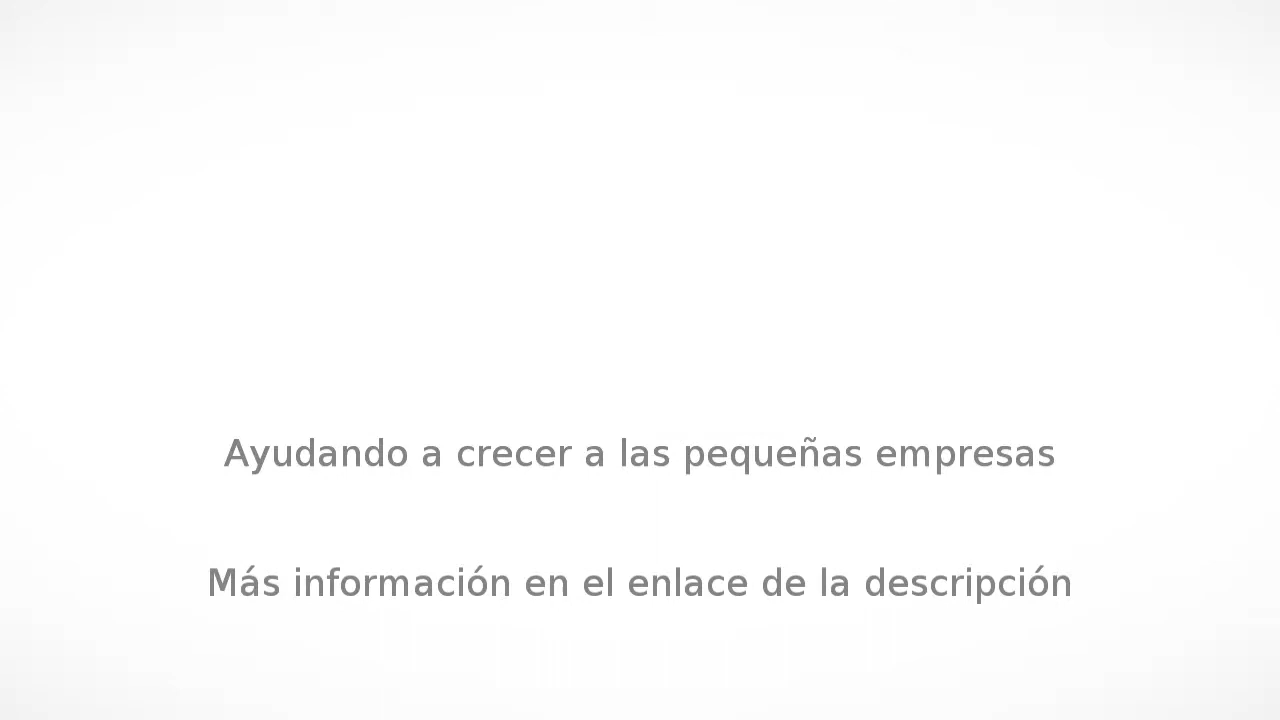 Ayudando a crecer a las pequeñas empresas
Más información en el enlace de la descripción